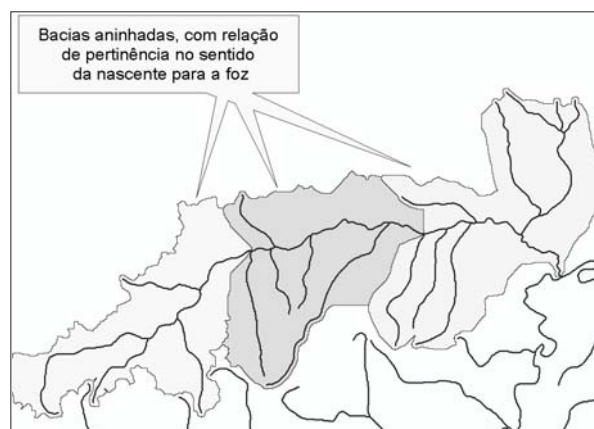 Bacias aninhadas, com relação
de pertinência no sentido
da nascente para a foz